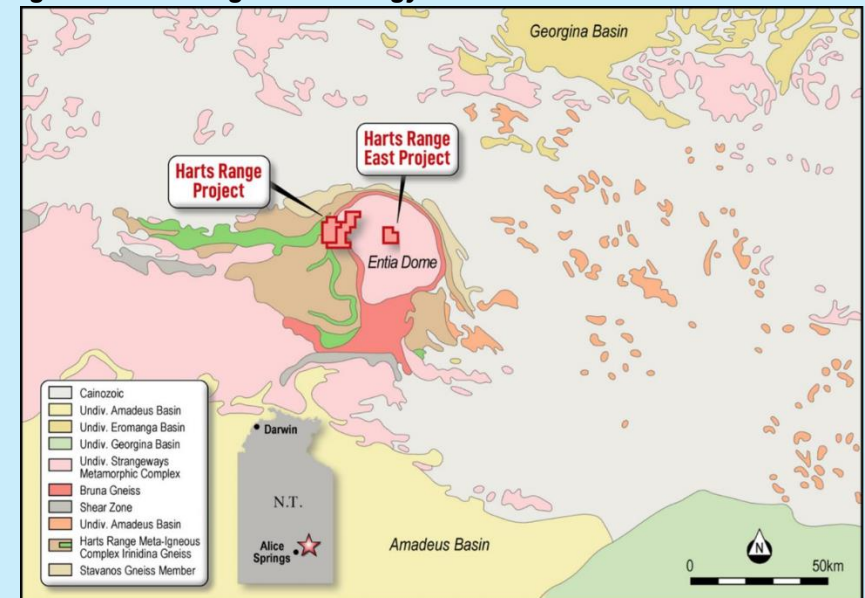 Georgina Basin
Harts Range
East Project
Harts Range
Project
Entia Dome
Cainozoic
Undiv. Amadeus Basin
Undiv. Eromanga Basin
Undiv. Georgina Basin
Undiv. Strangeways
Metamorphic Complex
Bruna Gneiss
Shear Zone
Undiv. Amadeus Basin
Harts Range Meta-Igneous
Complex Irinidina Gneiss
Stavanos Gneiss Member
Darwin
N.T.
Alice
Springs
Amadeus Basin
N
0 50km